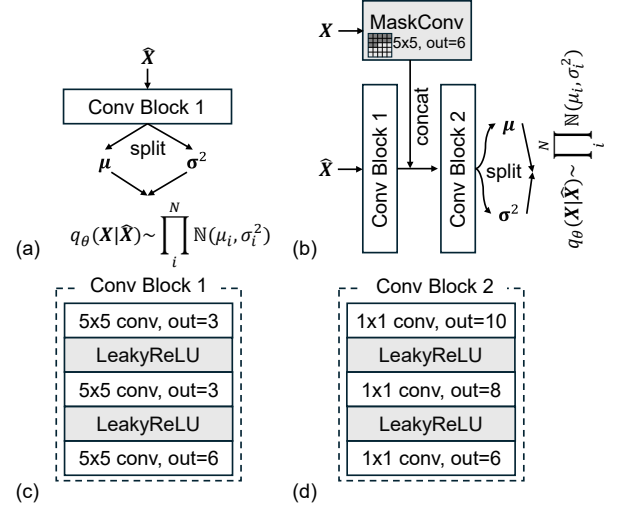 (a)
X̂
Conv Block 1
split
μ
σ²
q_θ(X|X̂)~ ∏_i^N ℕ(μ_i, σ_i²)
(b)
X
MaskConv
5x5, out=6
concat
X̂
Conv Block 1
Conv Block 2
μ
split
σ²
q_θ(X|X̂)~ ∏_i^N ℕ(μ_i, σ_i²)
(c)
Conv Block 1
5x5 conv, out=3
LeakyReLU
5x5 conv, out=3
LeakyReLU
5x5 conv, out=6
(d)
Conv Block 2
1x1 conv, out=10
LeakyReLU
1x1 conv, out=8
LeakyReLU
1x1 conv, out=6